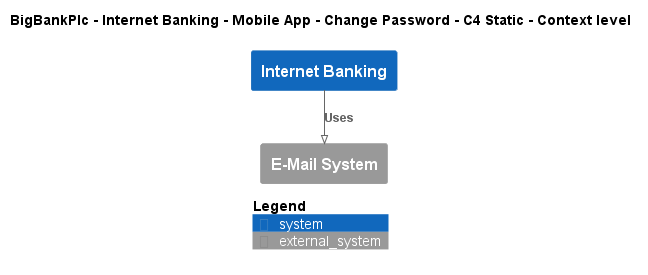 BigBankPlc - Internet Banking - Mobile App - Change Password - C4 Static - Context level
Internet Banking
Uses
E-Mail System
Legend
system
external_system